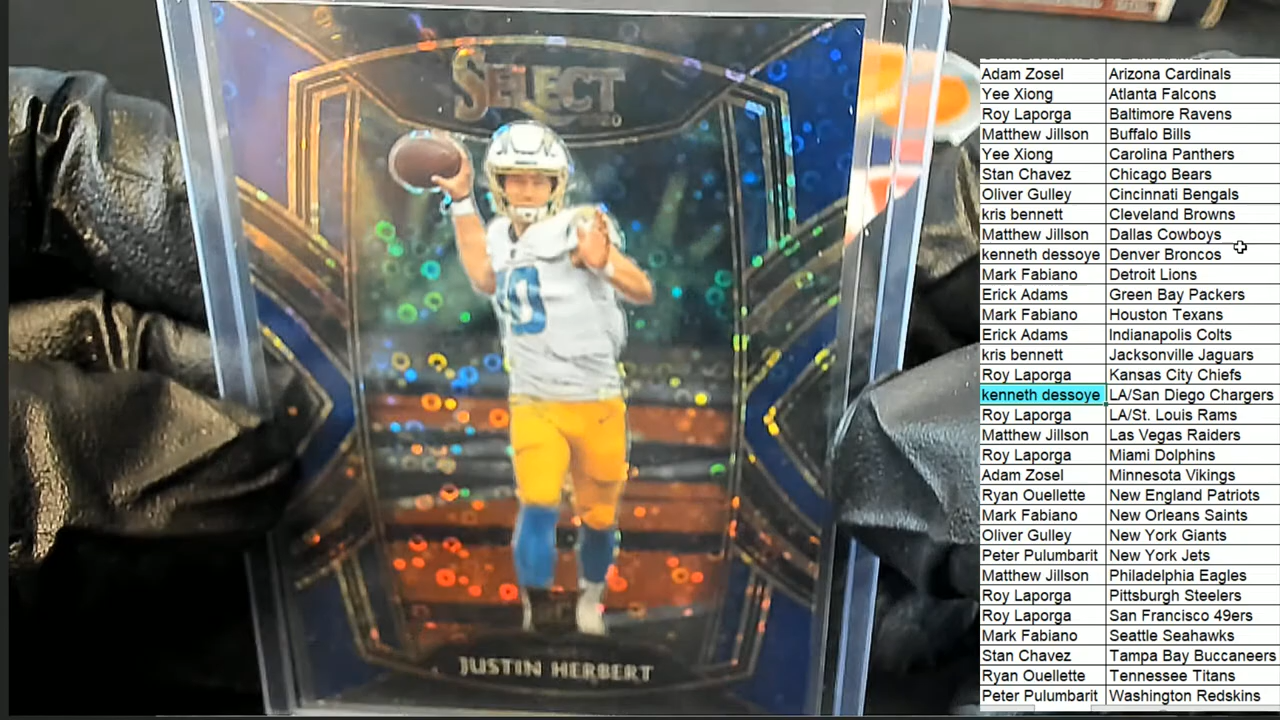 SELECT
10
JUSTIN HERBERT
Adam Zosel Arizona Cardinals
Yee Xiong Atlanta Falcons
Roy Laporga Baltimore Ravens
Matthew Jillson Buffalo Bills
Yee Xiong Carolina Panthers
Stan Chavez Chicago Bears
Oliver Gulley Cincinnati Bengals
kris bennett Cleveland Browns
Matthew Jillson Dallas Cowboys
kenneth dessoye Denver Broncos
Mark Fabiano Detroit Lions
Erick Adams Green Bay Packers
Mark Fabiano Houston Texans
Erick Adams Indianapolis Colts
kris bennett Jacksonville Jaguars
Roy Laporga Kansas City Chiefs
kenneth dessoye LA/San Diego Chargers
Roy Laporga LA/St. Louis Rams
Matthew Jillson Las Vegas Raiders
Roy Laporga Miami Dolphins
Adam Zosel Minnesota Vikings
Ryan Ouellette New England Patriots
Mark Fabiano New Orleans Saints
Oliver Gulley New York Giants
Peter Pulumbarit New York Jets
Matthew Jillson Philadelphia Eagles
Roy Laporga Pittsburgh Steelers
Roy Laporga San Francisco 49ers
Mark Fabiano Seattle Seahawks
Stan Chavez Tampa Bay Buccaneers
Ryan Ouellette Tennessee Titans
Peter Pulumbarit Washington Redskins